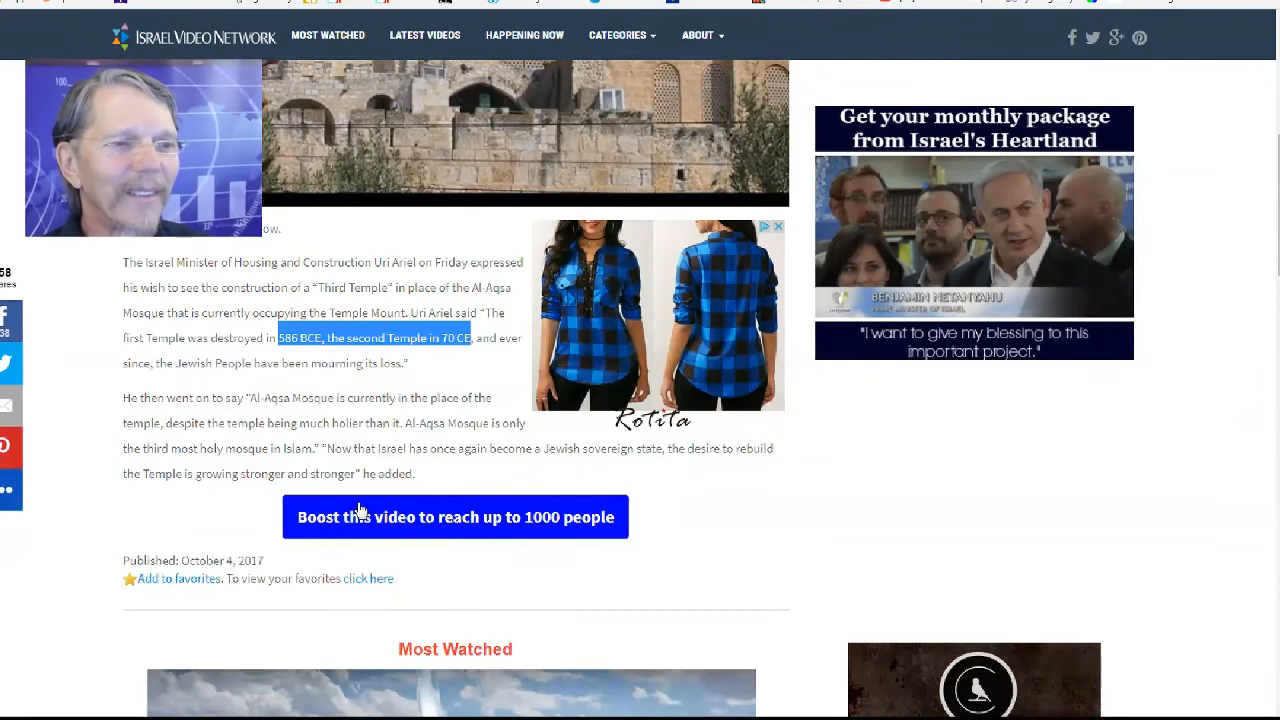 ISRAEL VIDEO NETWORK
MOST WATCHED
LATEST VIDEOS
HAPPENING NOW
CATEGORIES
ABOUT
100
Get your monthly package
from Israel's Heartland
BENJAMIN NETANYAHU
PRIME MINISTER OF ISRAEL
"I want to give my blessing to this
important project."
ow.
The Israel Minister of Housing and Construction Uri Ariel on Friday expressed
his wish to see the construction of a “Third Temple” in place of the Al-Aqsa
Mosque that is currently occupying the Temple Mount. Uri Ariel said “The
first Temple was destroyed in 586 BCE, the second Temple in 70 CE, and ever
since, the Jewish People have been mourning its loss.”
He then went on to say “Al-Aqsa Mosque is currently in the place of the
temple, despite the temple being much holier than it. Al-Aqsa Mosque is only
the third most holy mosque in Islam.” “Now that Israel has once again become a Jewish sovereign state, the desire to rebuild
the Temple is growing stronger and stronger” he added.
Rotita
58
38
Boost this video to reach up to 1000 people
Published: October 4, 2017
Add to favorites. To view your favorites click here
Most Watched